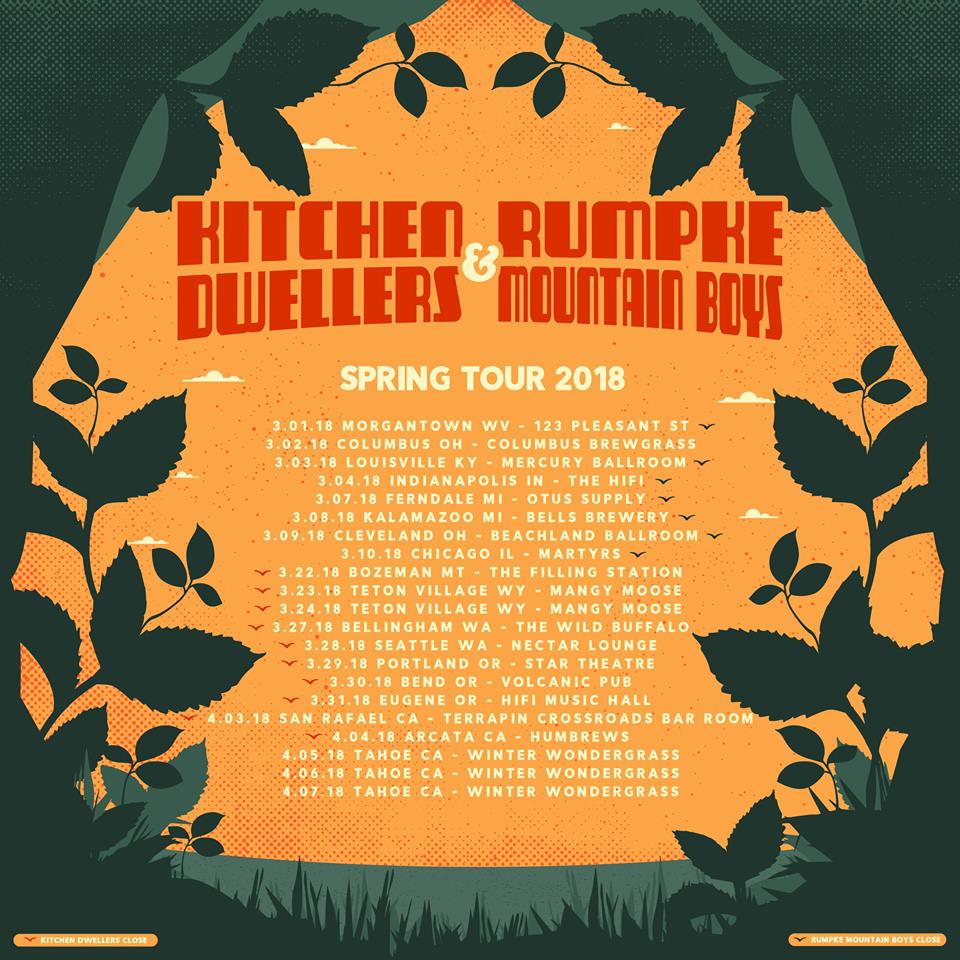 KITCHEN DWELLERS & RUMPKE MOUNTAIN BOYS
SPRING TOUR 2018
3.01.18 MORGANTOWN WV - 123 PLEASANT ST
3.02.18 COLUMBUS OH - COLUMBUS BREWGRASS
3.03.18 LOUISVILLE KY - MERCURY BALLROOM
3.04.18 INDIANAPOLIS IN - THE HIFI
3.07.18 FERNDALE MI - OTUS SUPPLY
3.08.18 KALAMAZOO MI - BELLS BREWERY
3.09.18 CLEVELAND OH - BEACHLAND BALLROOM
3.10.18 CHICAGO IL - MARTYRS
3.22.18 BOZEMAN MT - THE FILLING STATION
3.23.18 TETON VILLAGE WY - MANGY MOOSE
3.24.18 TETON VILLAGE WY - MANGY MOOSE
3.27.18 BELLINGHAM WA - THE WILD BUFFALO
3.28.18 SEATTLE WA - NECTAR LOUNGE
3.29.18 PORTLAND OR - STAR THEATRE
3.30.18 BEND OR - VOLCANIC PUB
3.31.18 EUGENE OR - HIFI MUSIC HALL
4.03.18 SAN RAFAEL CA - TERRAPIN CROSSROADS BAR ROOM
4.04.18 ARCATA CA - HUMBREWS
4.05.18 TAHOE CA - WINTER WONDERGRASS
4.06.18 TAHOE CA - WINTER WONDERGRASS
4.07.18 TAHOE CA - WINTER WONDERGRASS
KITCHEN DWELLERS CLOSE
RUMPKE MOUNTAIN BOYS CLOSE